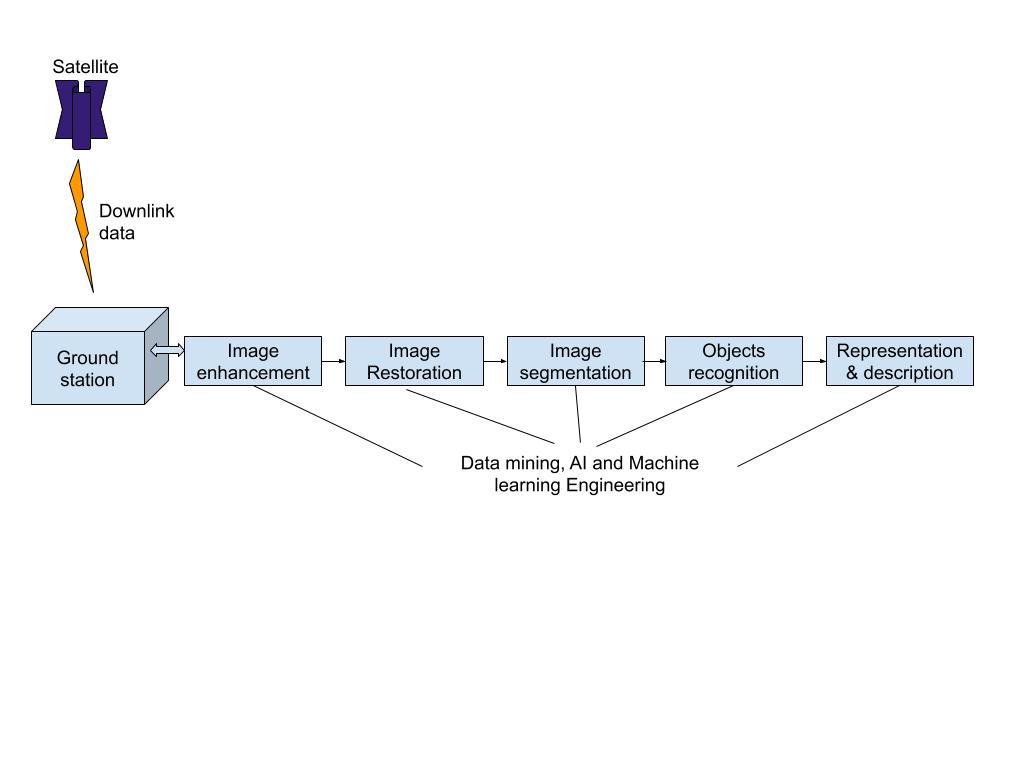 Satellite
Downlink
data
Ground
station
Image
enhancement
Image
Restoration
Image
segmentation
Objects
recognition
Representation
& description
Data mining, AI and Machine
learning Engineering